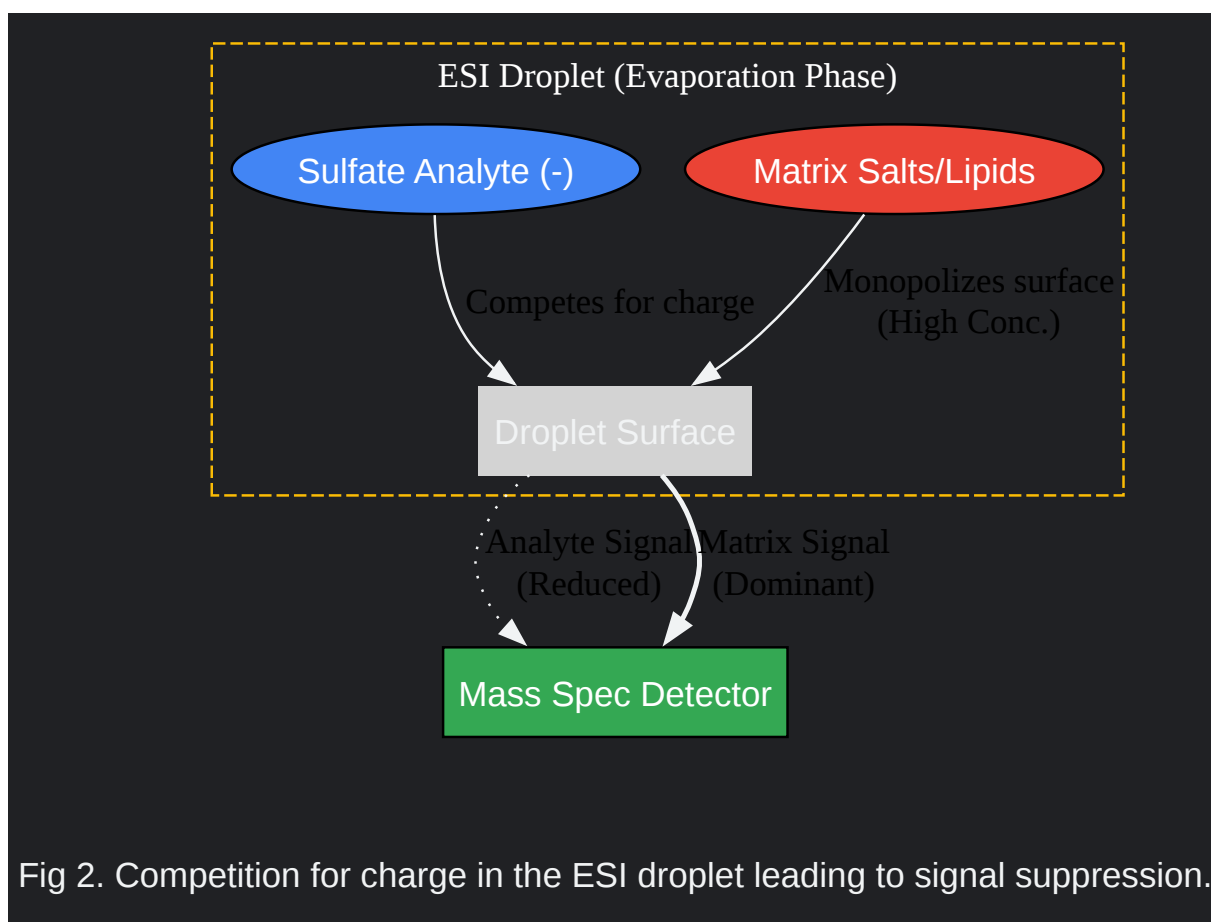 ESI Droplet (Evaporation Phase)
Sulfate Analyte (-)
Matrix Salts/Lipids
Competes for charge
Monopolizes surface
(High Conc.)
Droplet Surface
Analyte Signal
(Reduced)
Matrix Signal
(Dominant)
Mass Spec Detector
Fig 2. Competition for charge in the ESI droplet leading to signal suppression.